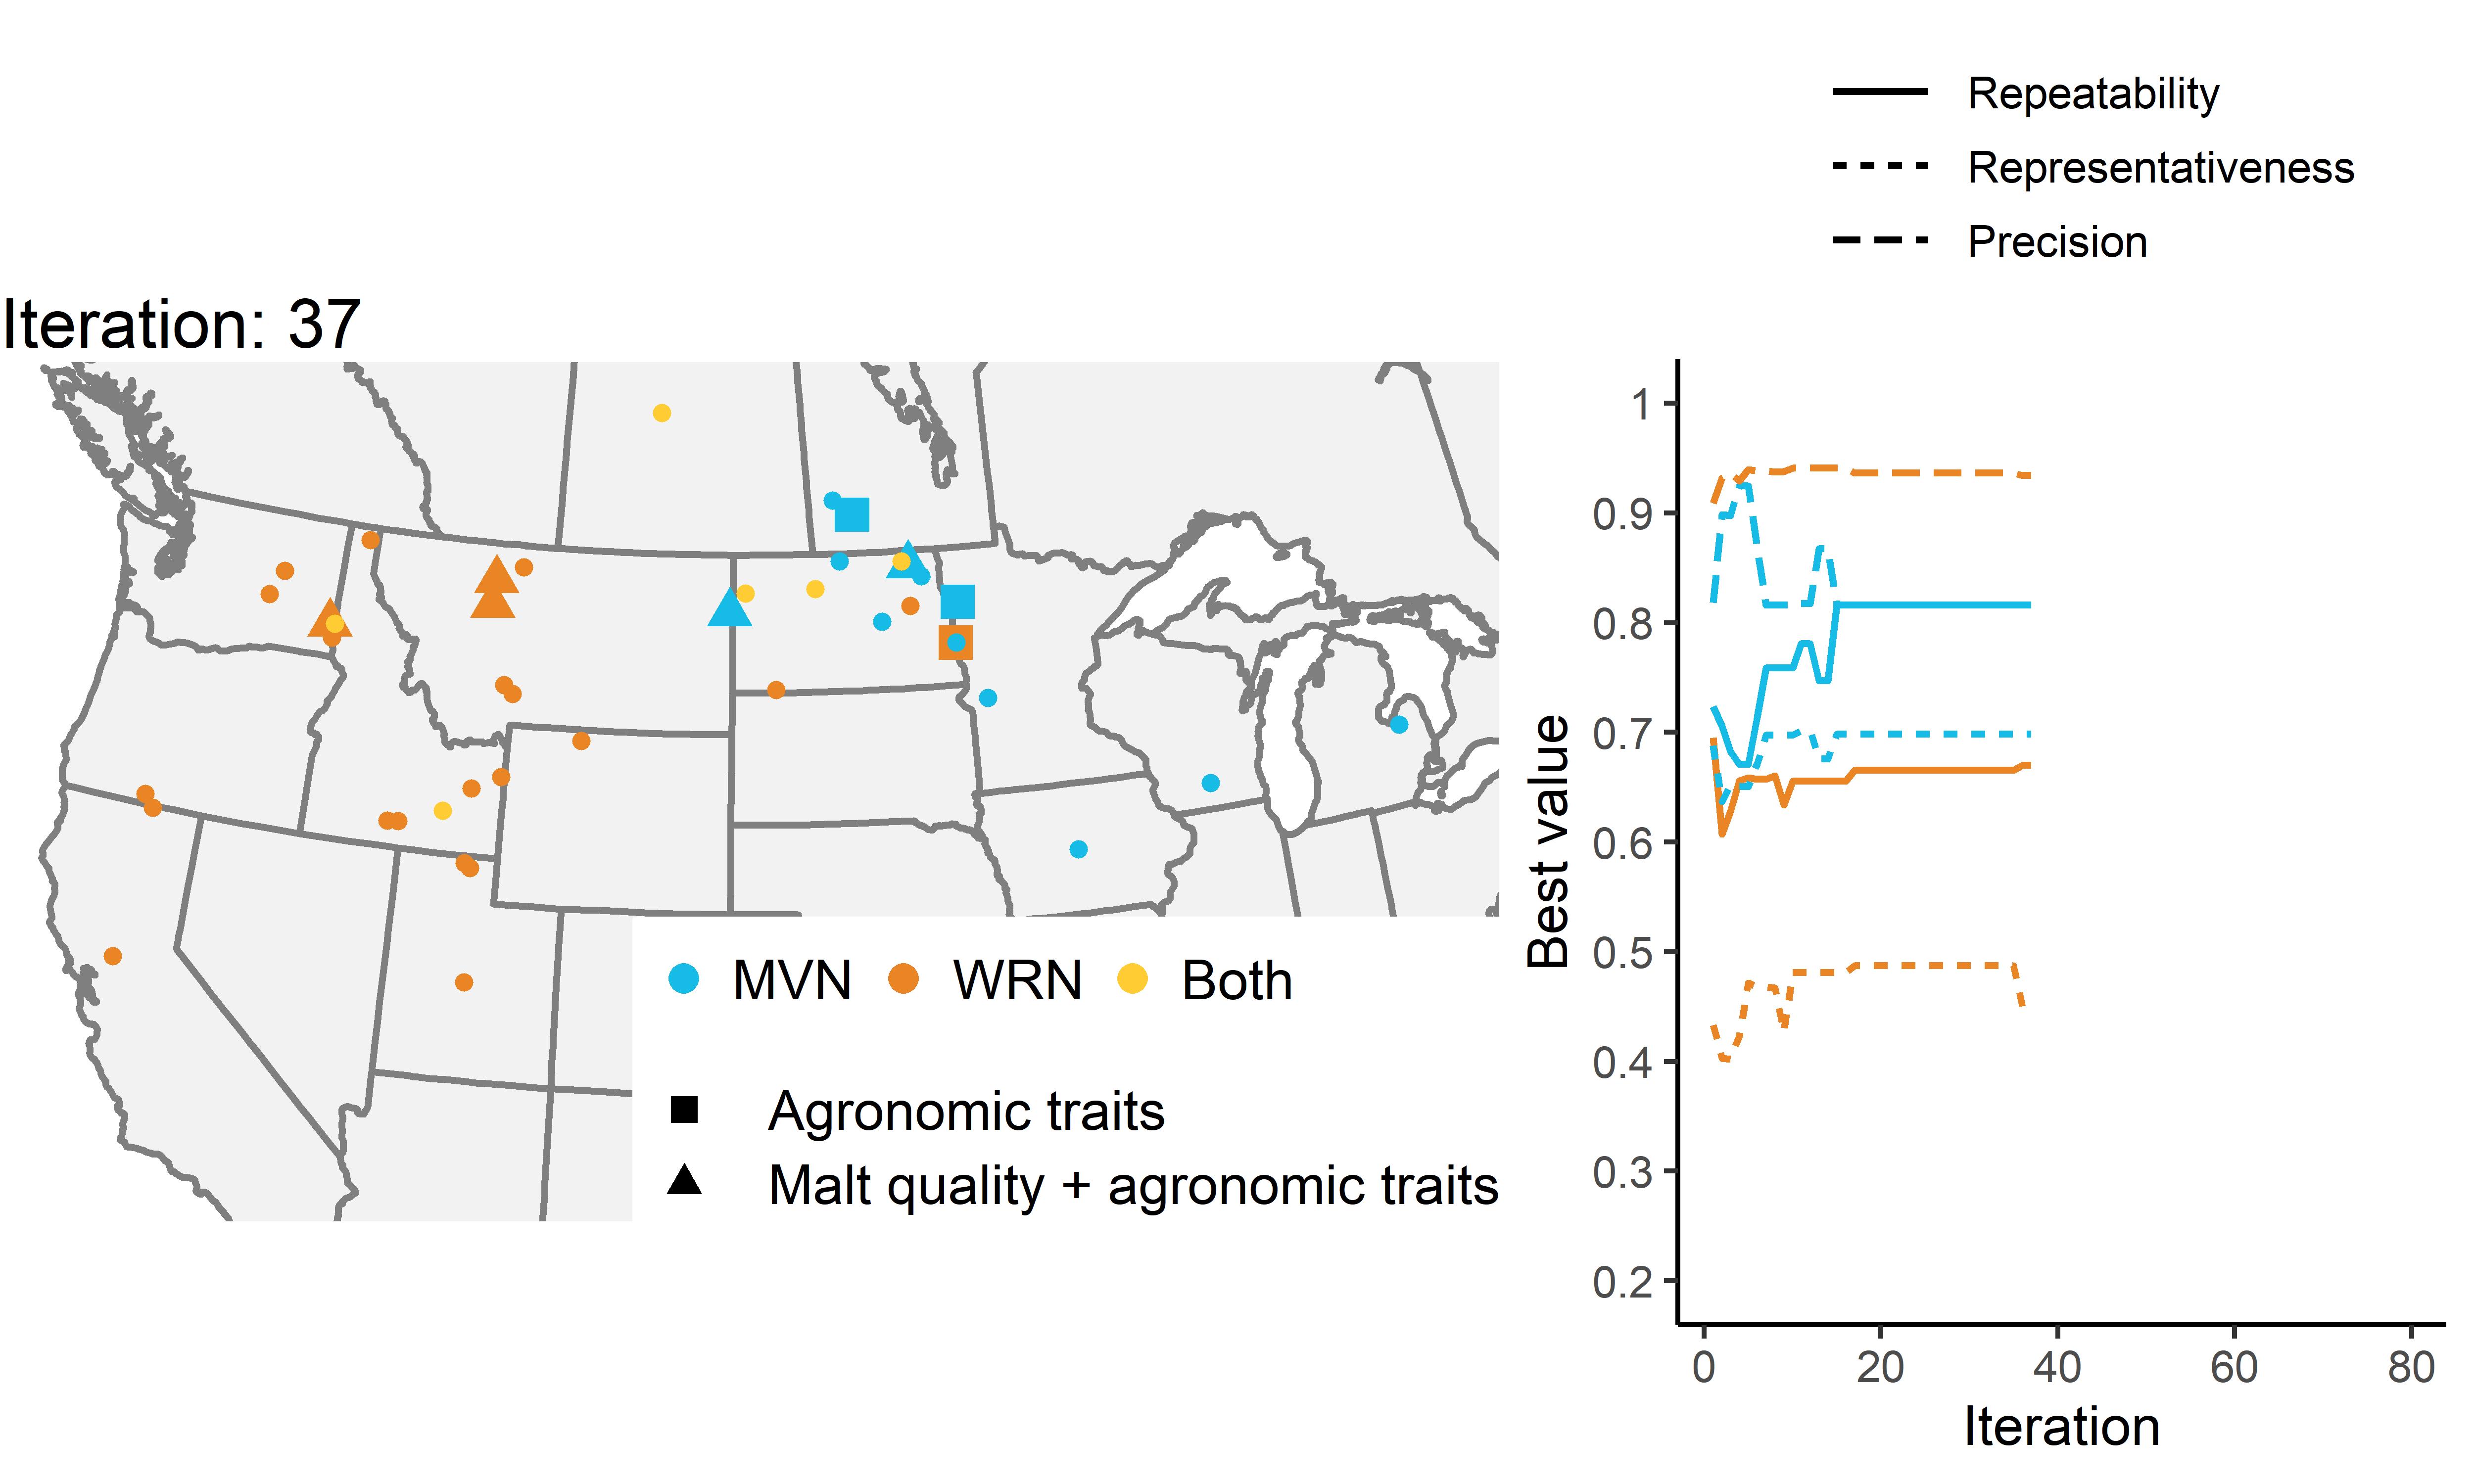 Repeatability
Representativeness
Precision
Iteration: 37
MVN WRN Both
Agronomic traits
Malt quality + agronomic traits
Best value
1
0.9
0.8
0.7
0.6
0.5
0.4
0.3
0.2
0 20 40 60 80
Iteration